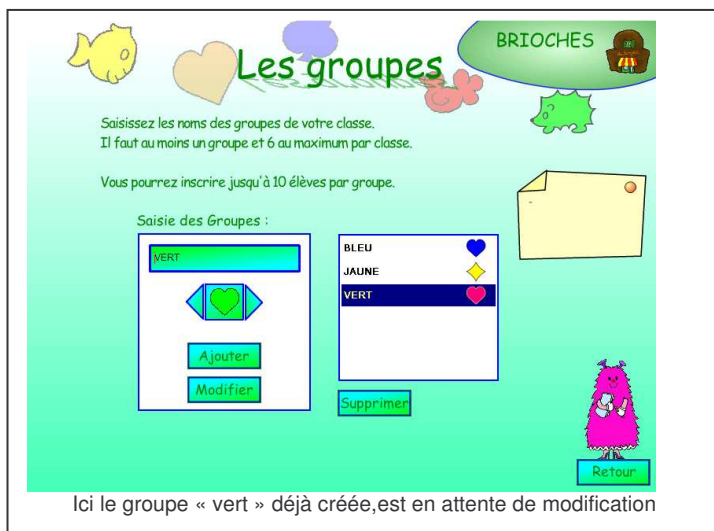 BRIOCHES
Les groupes
Saisissez les noms des groupes de votre classe.
Il faut au moins un groupe et 6 au maximum par classe.
Vous pourrez inscrire jusqu'à 10 élèves par groupe.
Saisie des Groupes :
VERT
Ajouter
Modifier
BLEU
JAUNE
VERT
Supprimer
Retour
Ici le groupe « vert » déjà créée,est en attente de modification